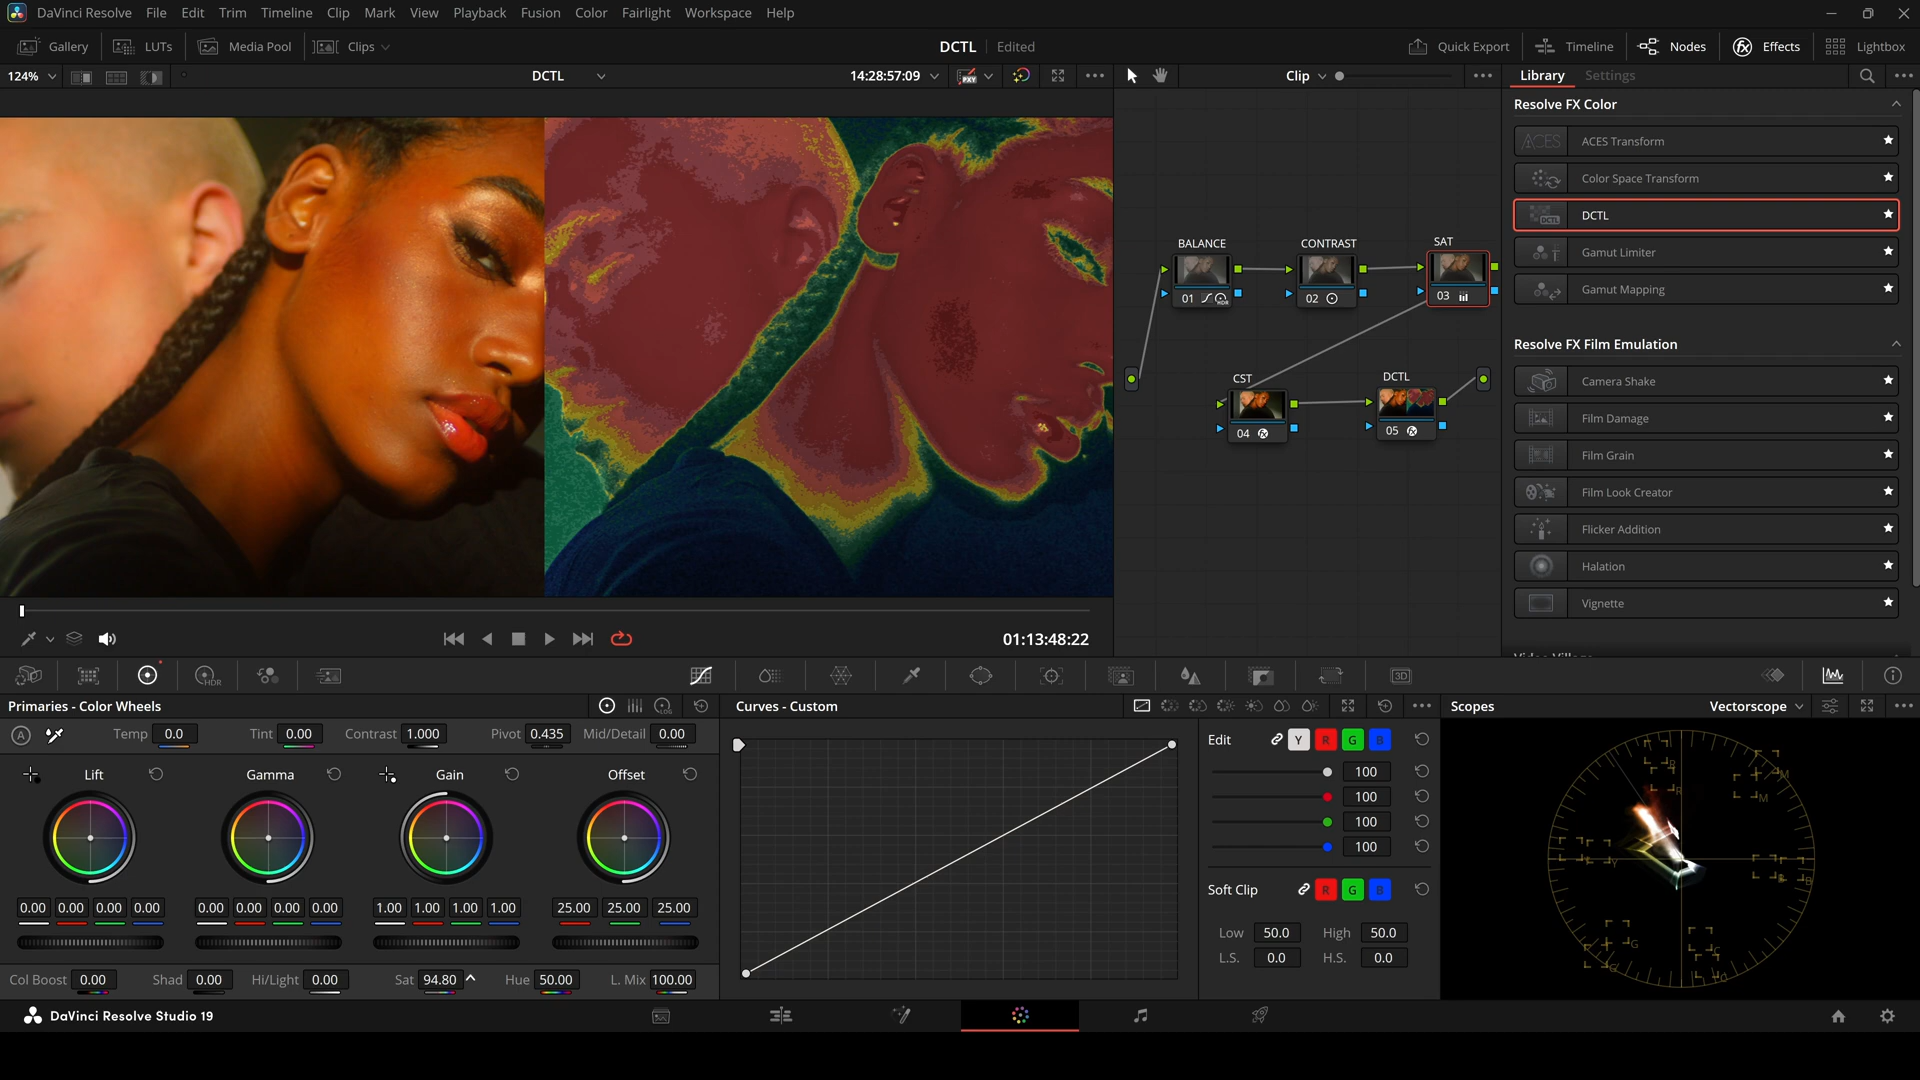 DaVinci Resolve File Edit Trim Timeline Clip Mark View Playback Fusion Color Fairlight Workspace Help
Gallery LUTs Media Pool Clips DCTL Edited Quick Export Timeline Nodes Effects Lightbox
124% DCTL 14:28:57:09 PXY Clip Library Settings
Resolve FX Color
ACES ACES Transform
Color Space Transform
DCTL DCTL
Gamut Limiter
Gamut Mapping
Resolve FX Film Emulation
Camera Shake
Film Damage
Film Grain
Film Look Creator
Flicker Addition
Halation
Vignette
BALANCE CONTRAST SAT
01 HDR 02 03
CST DCTL
04 05
01:13:48:22
HDR 3D
Primaries - Color Wheels LOG
A Temp 0.0 Tint 0.00 Contrast 1.000 Pivot 0.435 Mid/Detail 0.00
Lift Gamma Gain Offset
0.00 0.00 0.00 0.00 0.00 0.00 0.00 0.00 1.00 1.00 1.00 1.00 25.00 25.00 25.00
Col Boost 0.00 Shad 0.00 Hi/Light 0.00 Sat 94.80 Hue 50.00 L. Mix 100.00
Curves - Custom
Edit Y R G B
100
100
100
100
Soft Clip R G B
Low 50.0 High 50.0
L.S. 0.0 H.S. 0.0
Scopes Vectorscope
R M
R M
Y B
G C
G C
DaVinci Resolve Studio 19